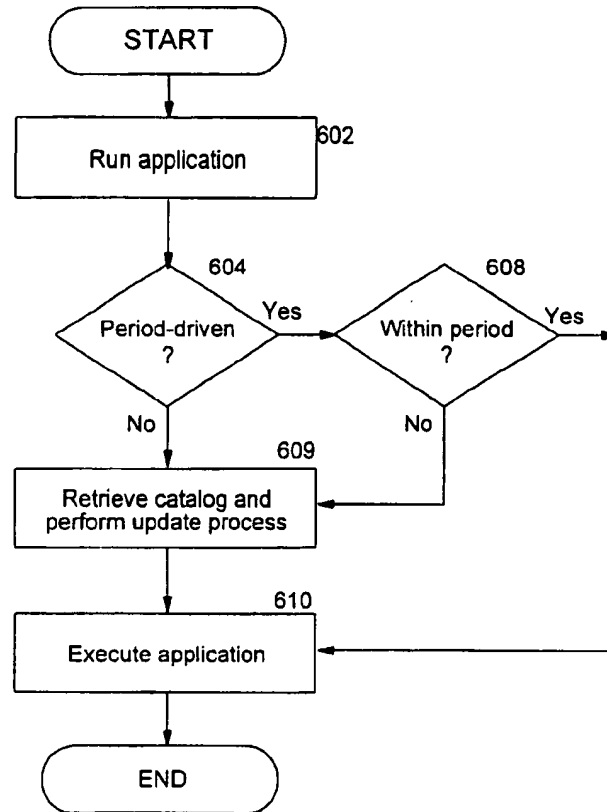 START
602
Run application
604
608
Period-driven
?
Yes
Within period
?
Yes
No
No
609
Retrieve catalog and
perform update process
610
Execute application
END